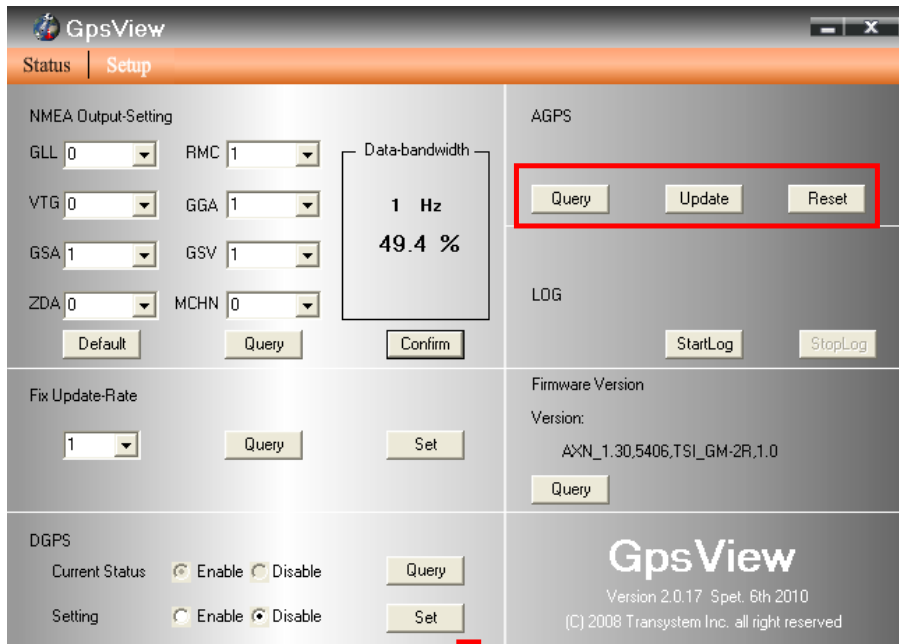 GpsView
Status | Setup
NMEA Output-Setting
GLL 0 RMC 1
VTG 0 GGA 1
GSA 1 GSV 1
ZDA 0 MCHN 0
Default Query
Data-bandwidth
1 Hz
49.4 %
Confirm
AGPS
Query Update Reset
LOG
StartLog StopLog
Fix Update-Rate
1 Query Set
Firmware Version
Version:
AXN_1.30,5406,TSI_GM-2R,1.0
Query
DGPS
Current Status Enable Disable Query
Setting Enable Disable Set
GpsView
Version 2.0.17 Spet. 6th 2010
(C) 2008 Transystem Inc. all right reserved